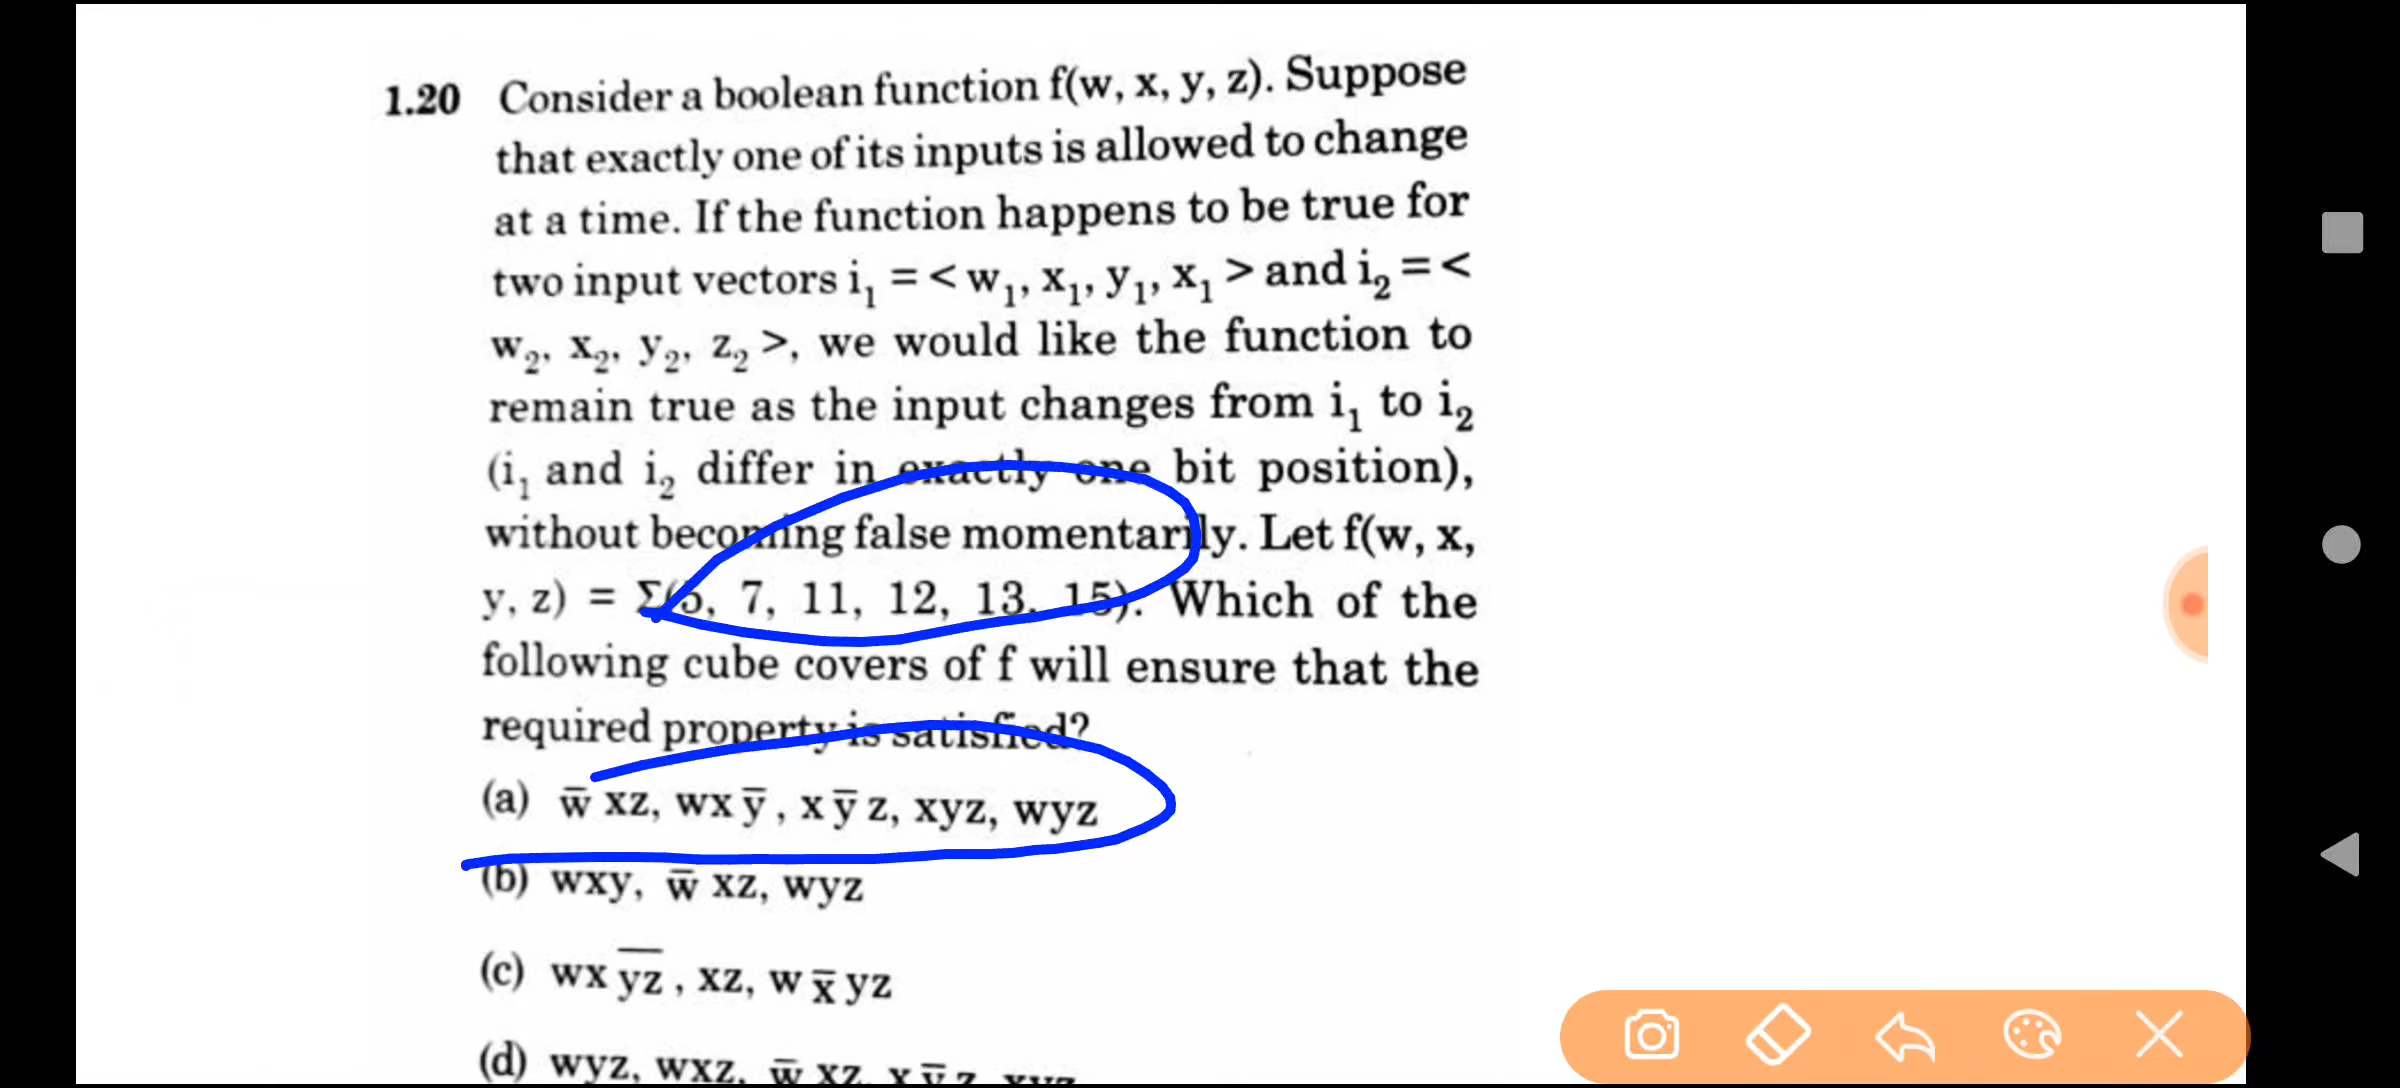 1.20 Consider a boolean function f(w, x, y, z). Suppose
that exactly one of its inputs is allowed to change
at a time. If the function happens to be true for
two input vectors i₁ = < w₁, x₁, y₁, x₁ > and i₂ = <
w₂, x₂, y₂, z₂ >, we would like the function to
remain true as the input changes from i₁ to i₂
(i₁ and i₂ differ in exactly one bit position),
without becoming false momentarily. Let f(w, x,
y, z) = Σ(5, 7, 11, 12, 13, 15). Which of the
following cube covers of f will ensure that the
required property is satisfied?
(a) w̅ xz, wx y̅ , x y̅ z, xyz, wyz
(b) wxy, w̅ xz, wyz
(c) wx y̅z̅ , xz, w x̅ yz
(d) wyz, wxz, w̅ xz, x y̅ z, xyz